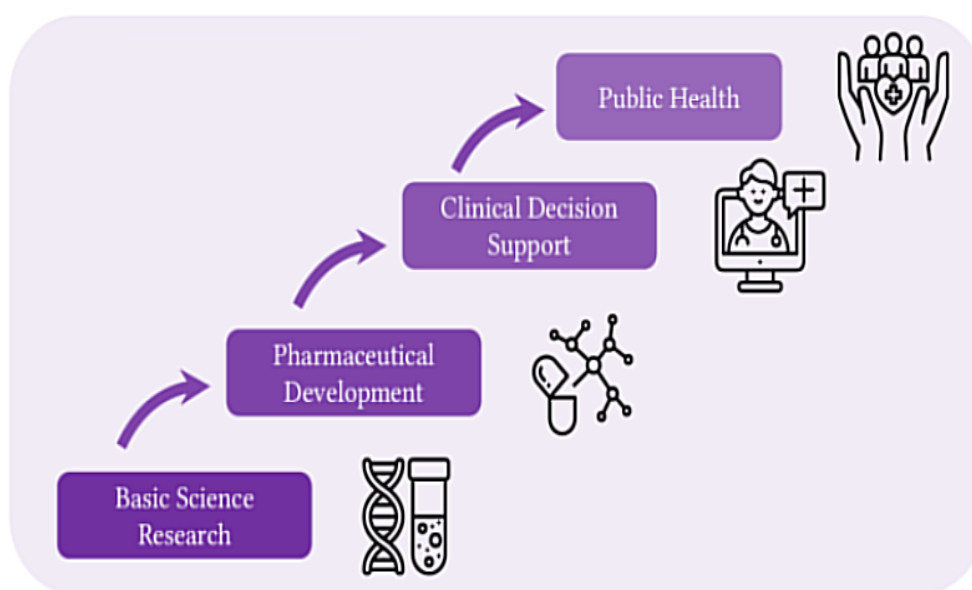 Public Health
Clinical Decision
Support
Pharmaceutical
Development
Basic Science
Research